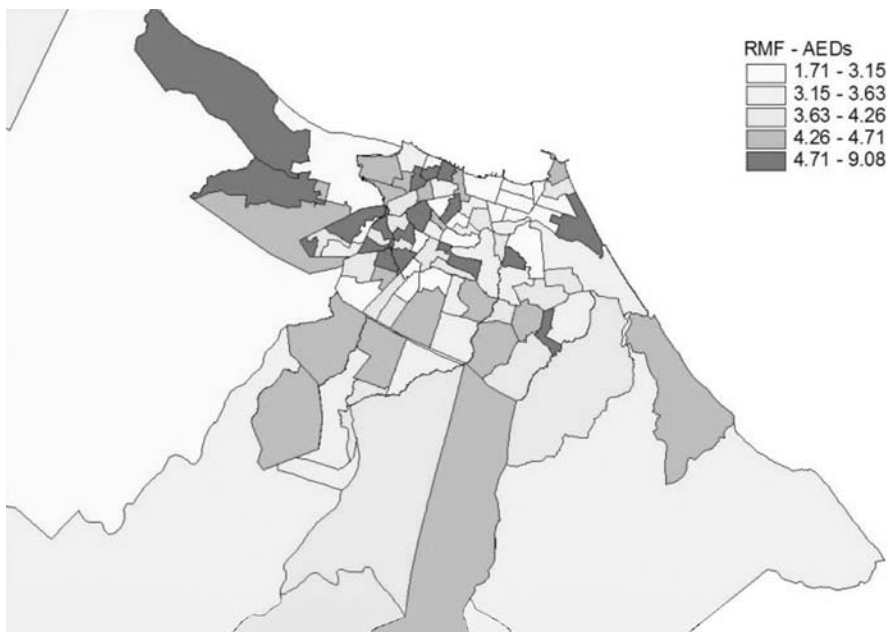 RMF - AEDs
1.71 - 3.15
3.15 - 3.63
3.63 - 4.26
4.26 - 4.71
4.71 - 9.08